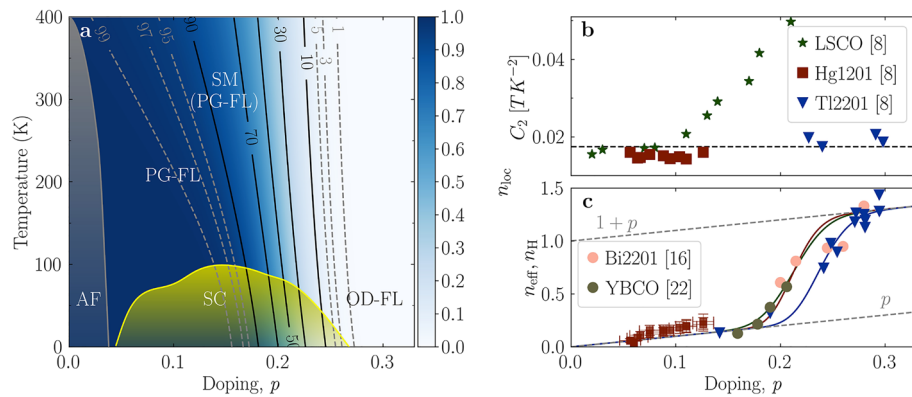 a
Temperature (K)
400
300
200
100
0
0.0
0.1
0.2
0.3
Doping, p
99
97
95
90
70
50
30
10
5
3
1
SM
(PG-FL)
PG-FL
AF
SC
OD-FL
1.0
0.9
0.8
0.7
0.6
0.5
0.4
0.3
0.2
0.1
0.0
n_loc
b
C₂ [TK⁻²]
0.04
0.02
LSCO [8]
Hg1201 [8]
Tl2201 [8]
c
n_eff, n_H
1.5
1.0
0.5
0.0
1 + p
p
Bi2201 [16]
YBCO [22]
0.0
0.1
0.2
0.3
Doping, p